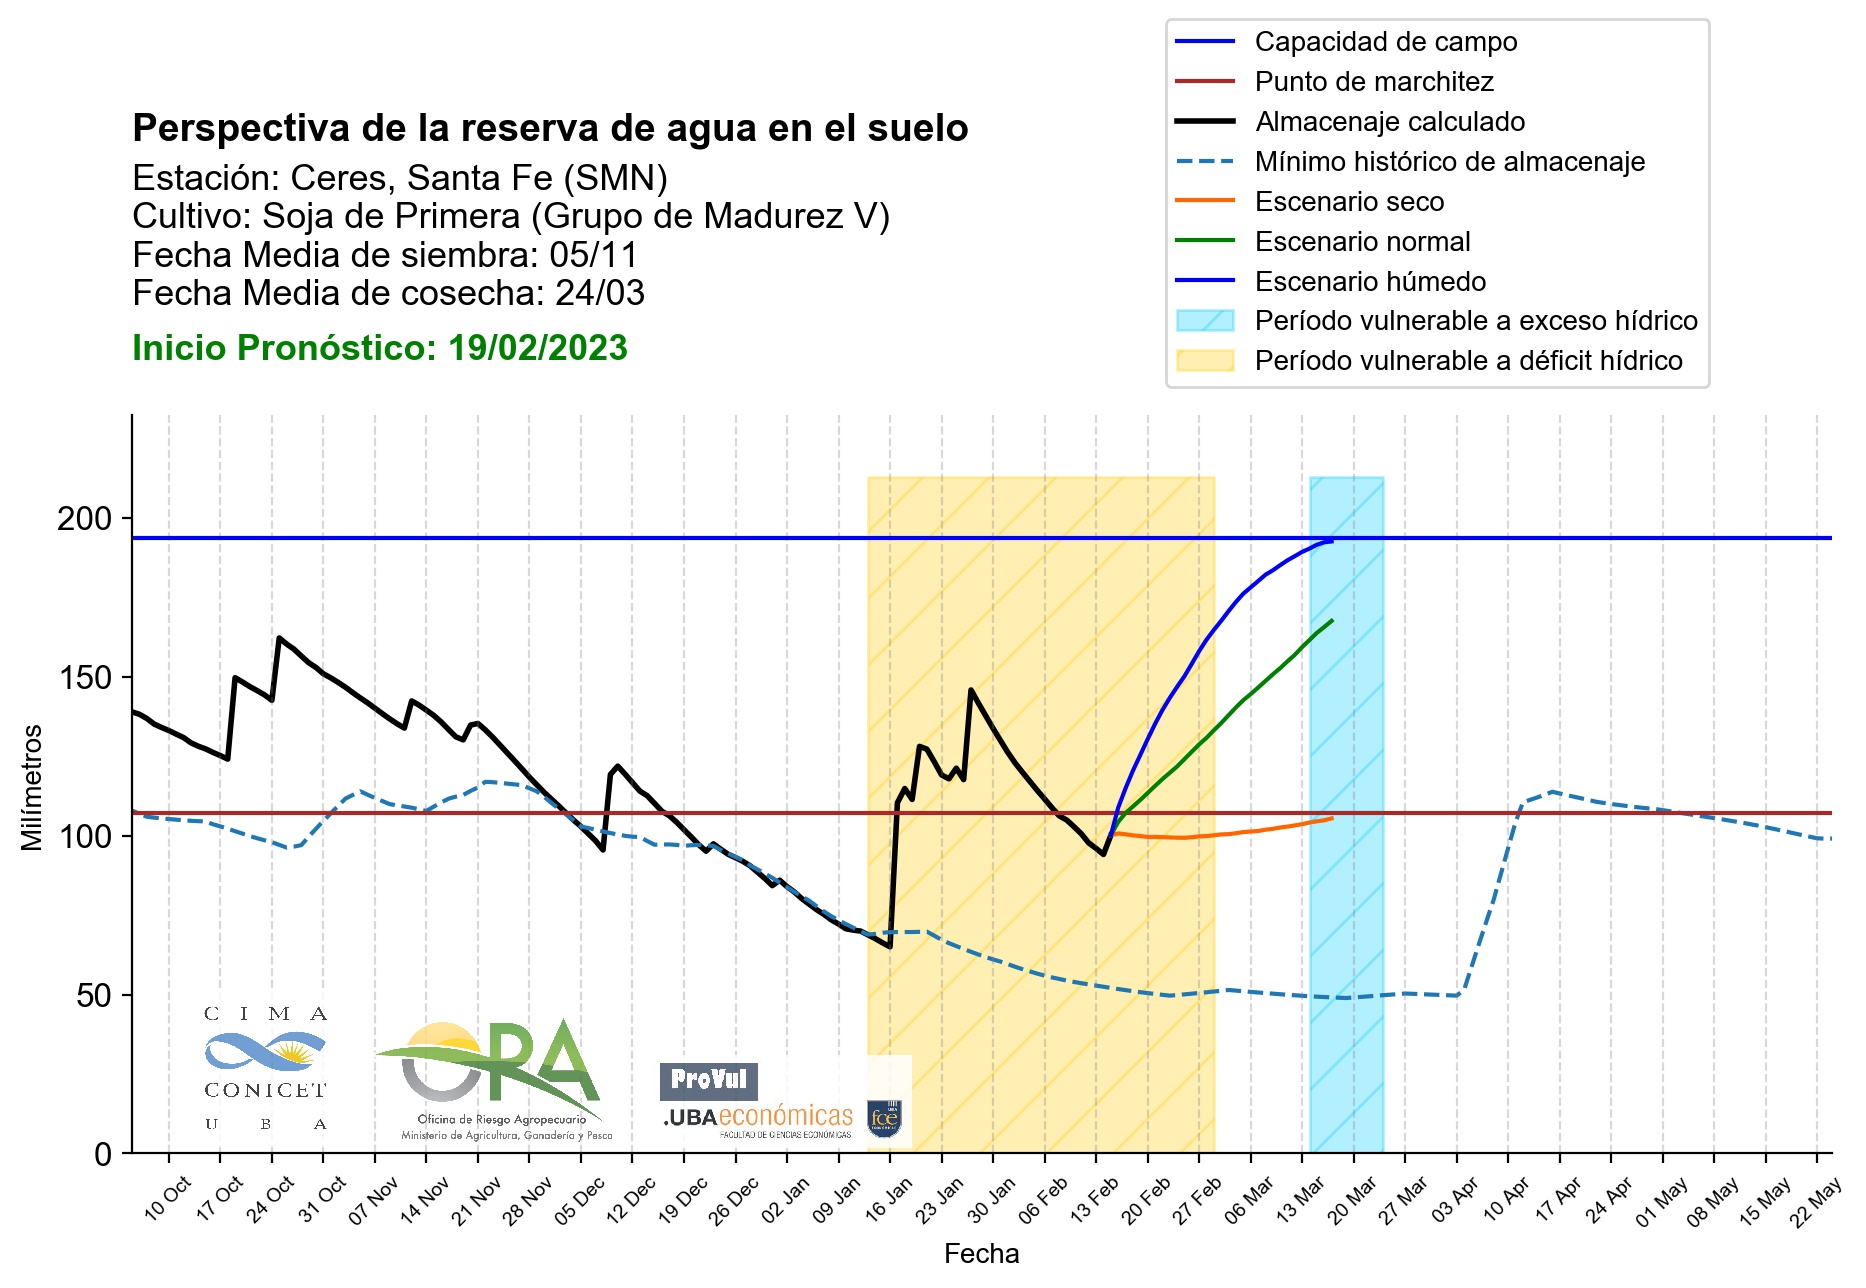 Capacidad de campo
Punto de marchitez
Almacenaje calculado
Mínimo histórico de almacenaje
Escenario seco
Escenario normal
Escenario húmedo
Período vulnerable a exceso hídrico
Período vulnerable a déficit hídrico
Perspectiva de la reserva de agua en el suelo
Estación: Ceres, Santa Fe (SMN)
Cultivo: Soja de Primera (Grupo de Madurez V)
Fecha Media de siembra: 05/11
Fecha Media de cosecha: 24/03
Inicio Pronóstico: 19/02/2023
200
150
100
50
0
Milímetros
C I M A
CONICET
U B A
ORA
Oficina de Riesgo Agropecuario
Ministerio de Agricultura, Ganadería y Pesca
ProVul
.UBAeconómicas
FACULTAD DE CIENCIAS ECONÓMICAS
fce
10 Oct
17 Oct
24 Oct
31 Oct
07 Nov
14 Nov
21 Nov
28 Nov
05 Dec
12 Dec
19 Dec
26 Dec
02 Jan
09 Jan
16 Jan
23 Jan
30 Jan
06 Feb
13 Feb
20 Feb
27 Feb
06 Mar
13 Mar
20 Mar
27 Mar
03 Apr
10 Apr
17 Apr
24 Apr
01 May
08 May
15 May
22 May
Fecha